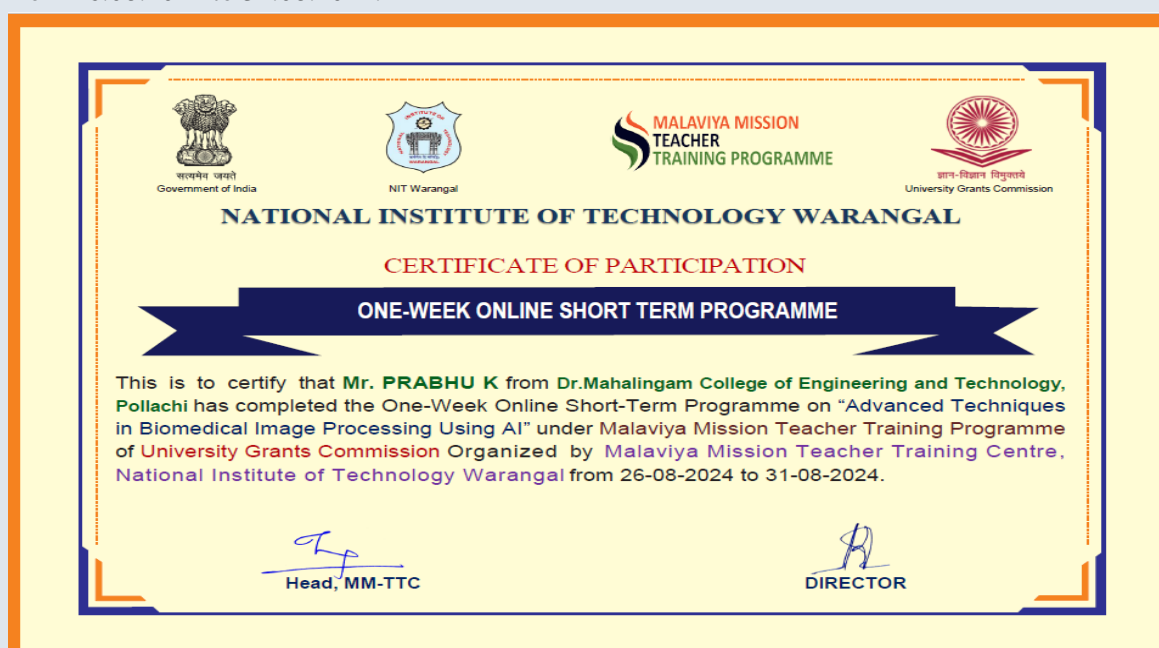 सत्यमेव जयते
Government of India
NATIONAL INSTITUTE OF TECHNOLOGY
WARANGAL
NIT Warangal
MALAVIYA MISSION
TEACHER
TRAINING PROGRAMME
ज्ञान-विज्ञान विमुक्तये
University Grants Commission
NATIONAL INSTITUTE OF TECHNOLOGY WARANGAL
CERTIFICATE OF PARTICIPATION
ONE-WEEK ONLINE SHORT TERM PROGRAMME
This is to certify that Mr. PRABHU K from Dr.Mahalingam College of Engineering and Technology,
Pollachi has completed the One-Week Online Short-Term Programme on “Advanced Techniques
in Biomedical Image Processing Using AI” under Malaviya Mission Teacher Training Programme
of University Grants Commission Organized by Malaviya Mission Teacher Training Centre,
National Institute of Technology Warangal from 26-08-2024 to 31-08-2024.
Head, MM-TTC
DIRECTOR